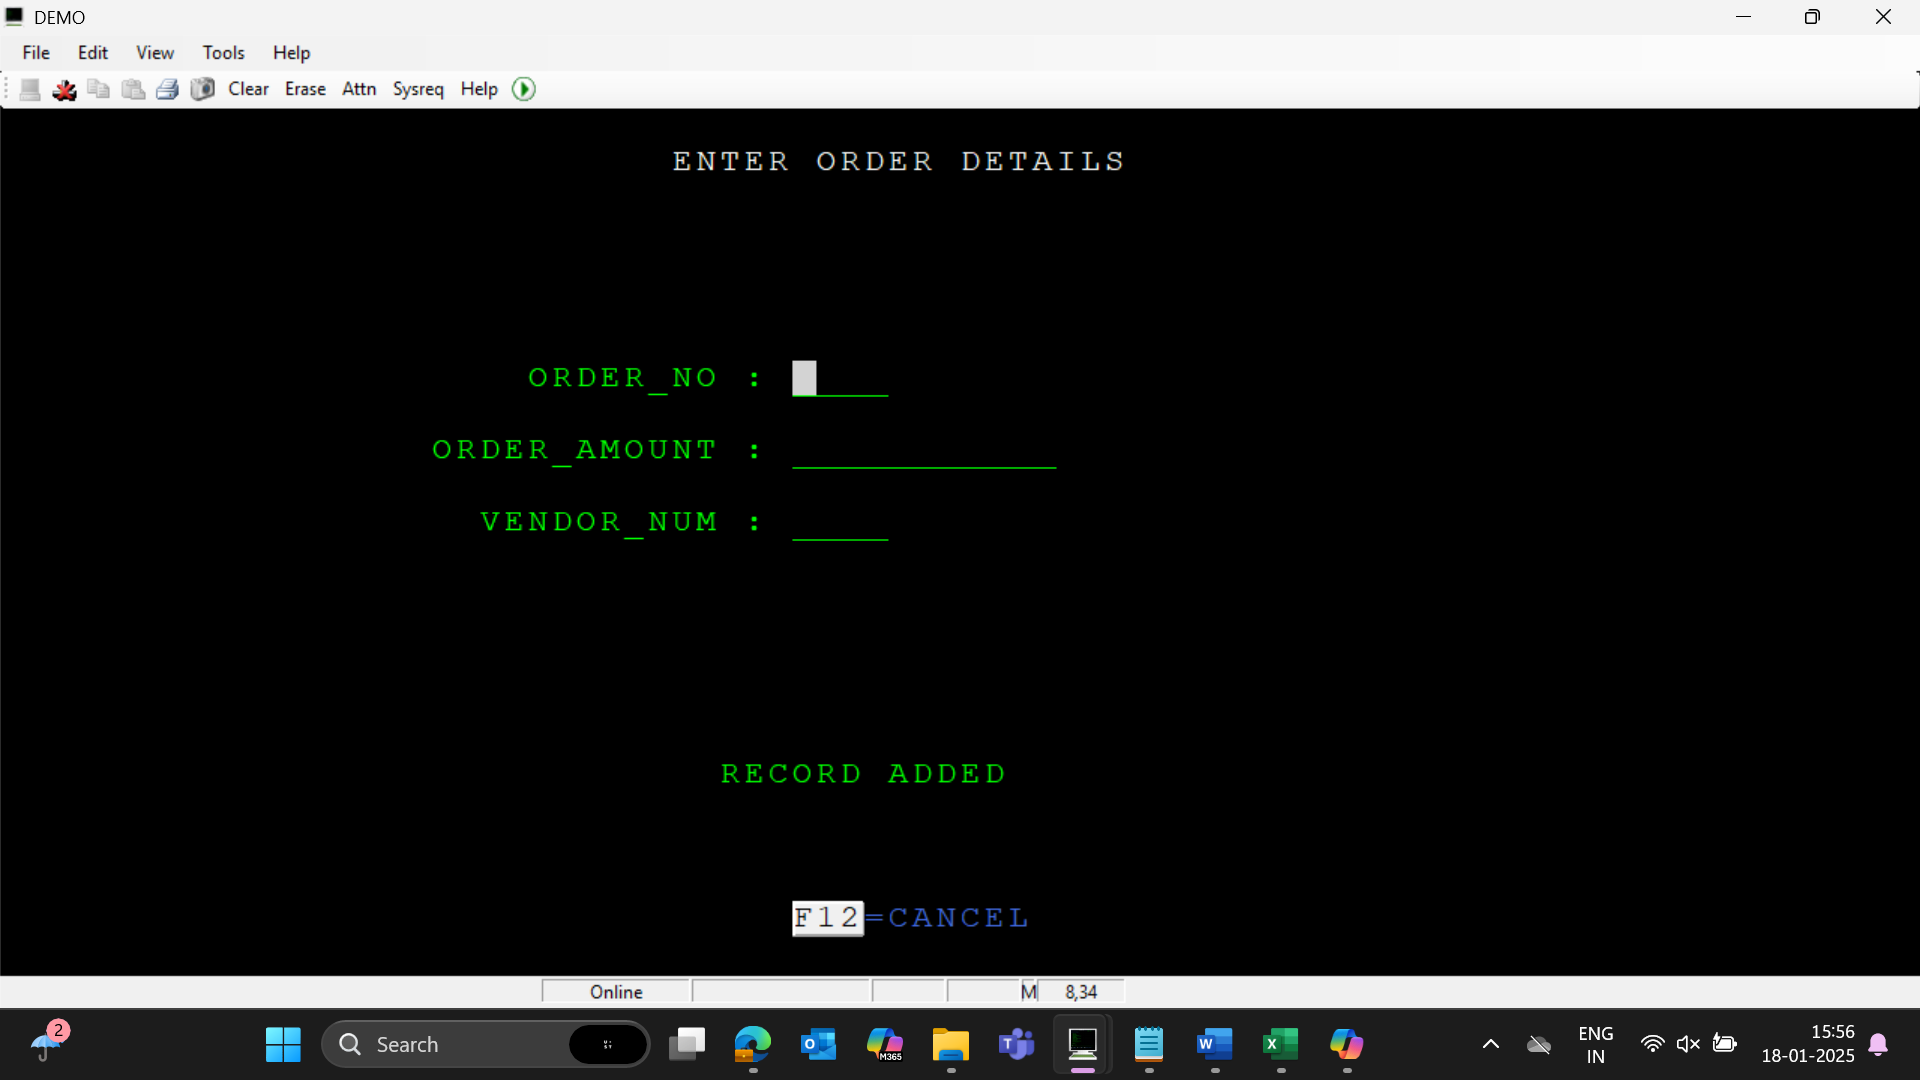 DEMO
File Edit View Tools Help
Clear Erase Attn Sysreq Help
ENTER ORDER DETAILS
ORDER_NO :
ORDER_AMOUNT :
VENDOR_NUM :
RECORD ADDED
F12=CANCEL
Online M 8,34
2 Search M365 ENG 15:56
IN 18-01-2025